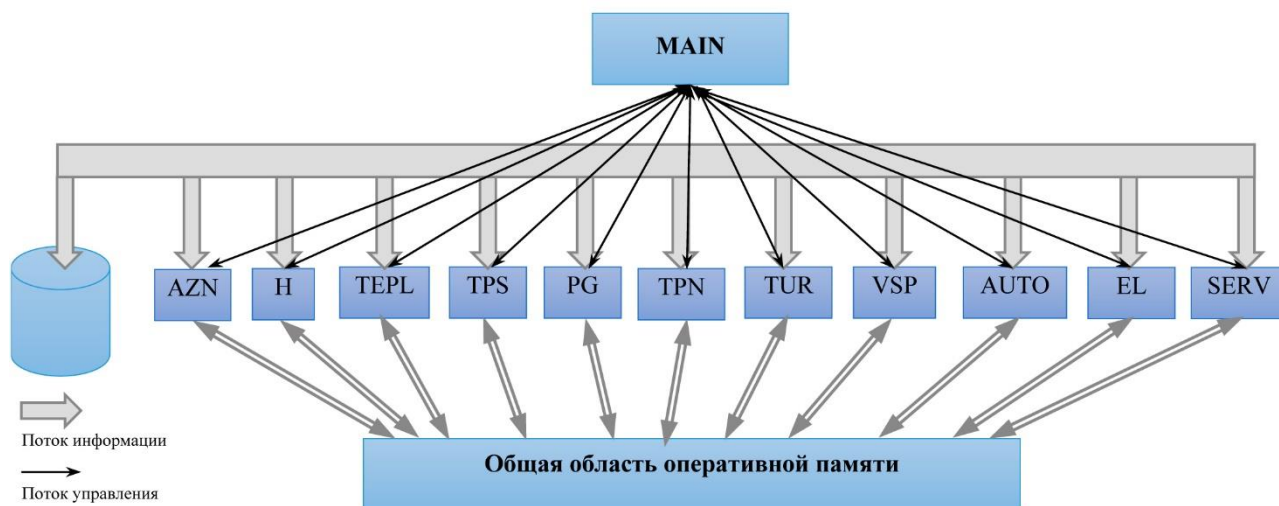 MAIN
AZN H TEPL TPS PG TPN TUR VSP AUTO EL SERV
Поток информации
Общая область оперативной памяти
Поток управления